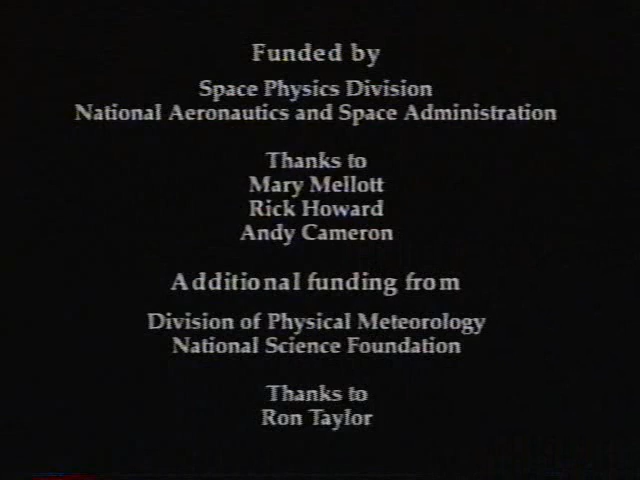 Funded by
Space Physics Division
National Aeronautics and Space Administration
Thanks to
Mary Mellott
Rick Howard
Andy Cameron
Additional funding from
Division of Physical Meteorology
National Science Foundation
Thanks to
Ron Taylor